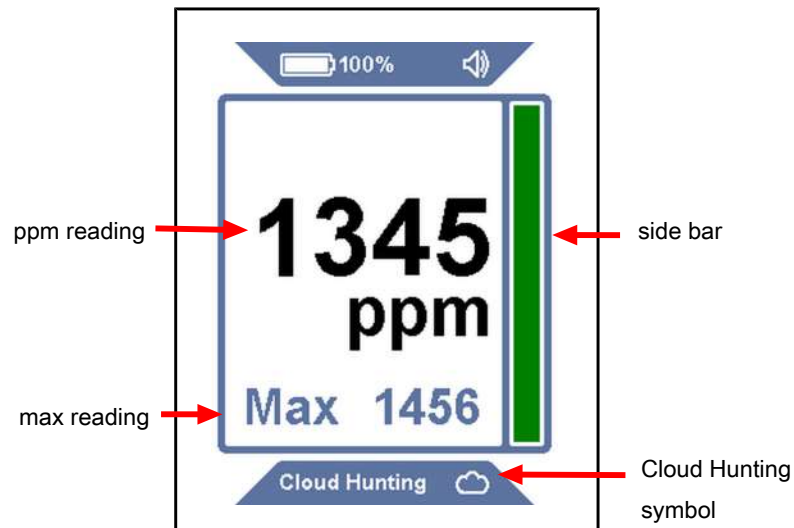 100%
ppm reading
1345
side bar
ppm
max reading
Max 1456
Cloud Hunting
Cloud Hunting
symbol